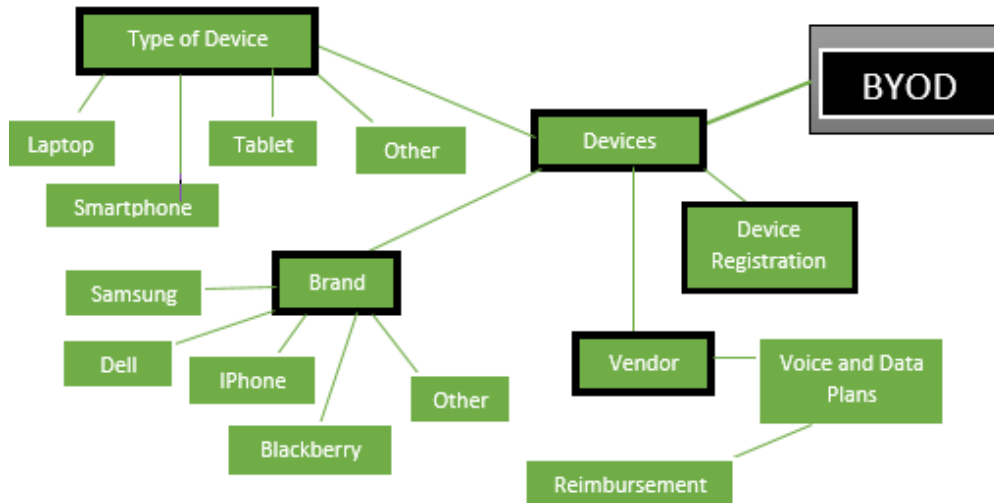 Type of Device
BYOD
Laptop
Tablet
Other
Devices
Smartphone
Device
Registration
Brand
Samsung
Dell
IPhone
Other
Blackberry
Vendor
Voice and Data
Plans
Reimbursement